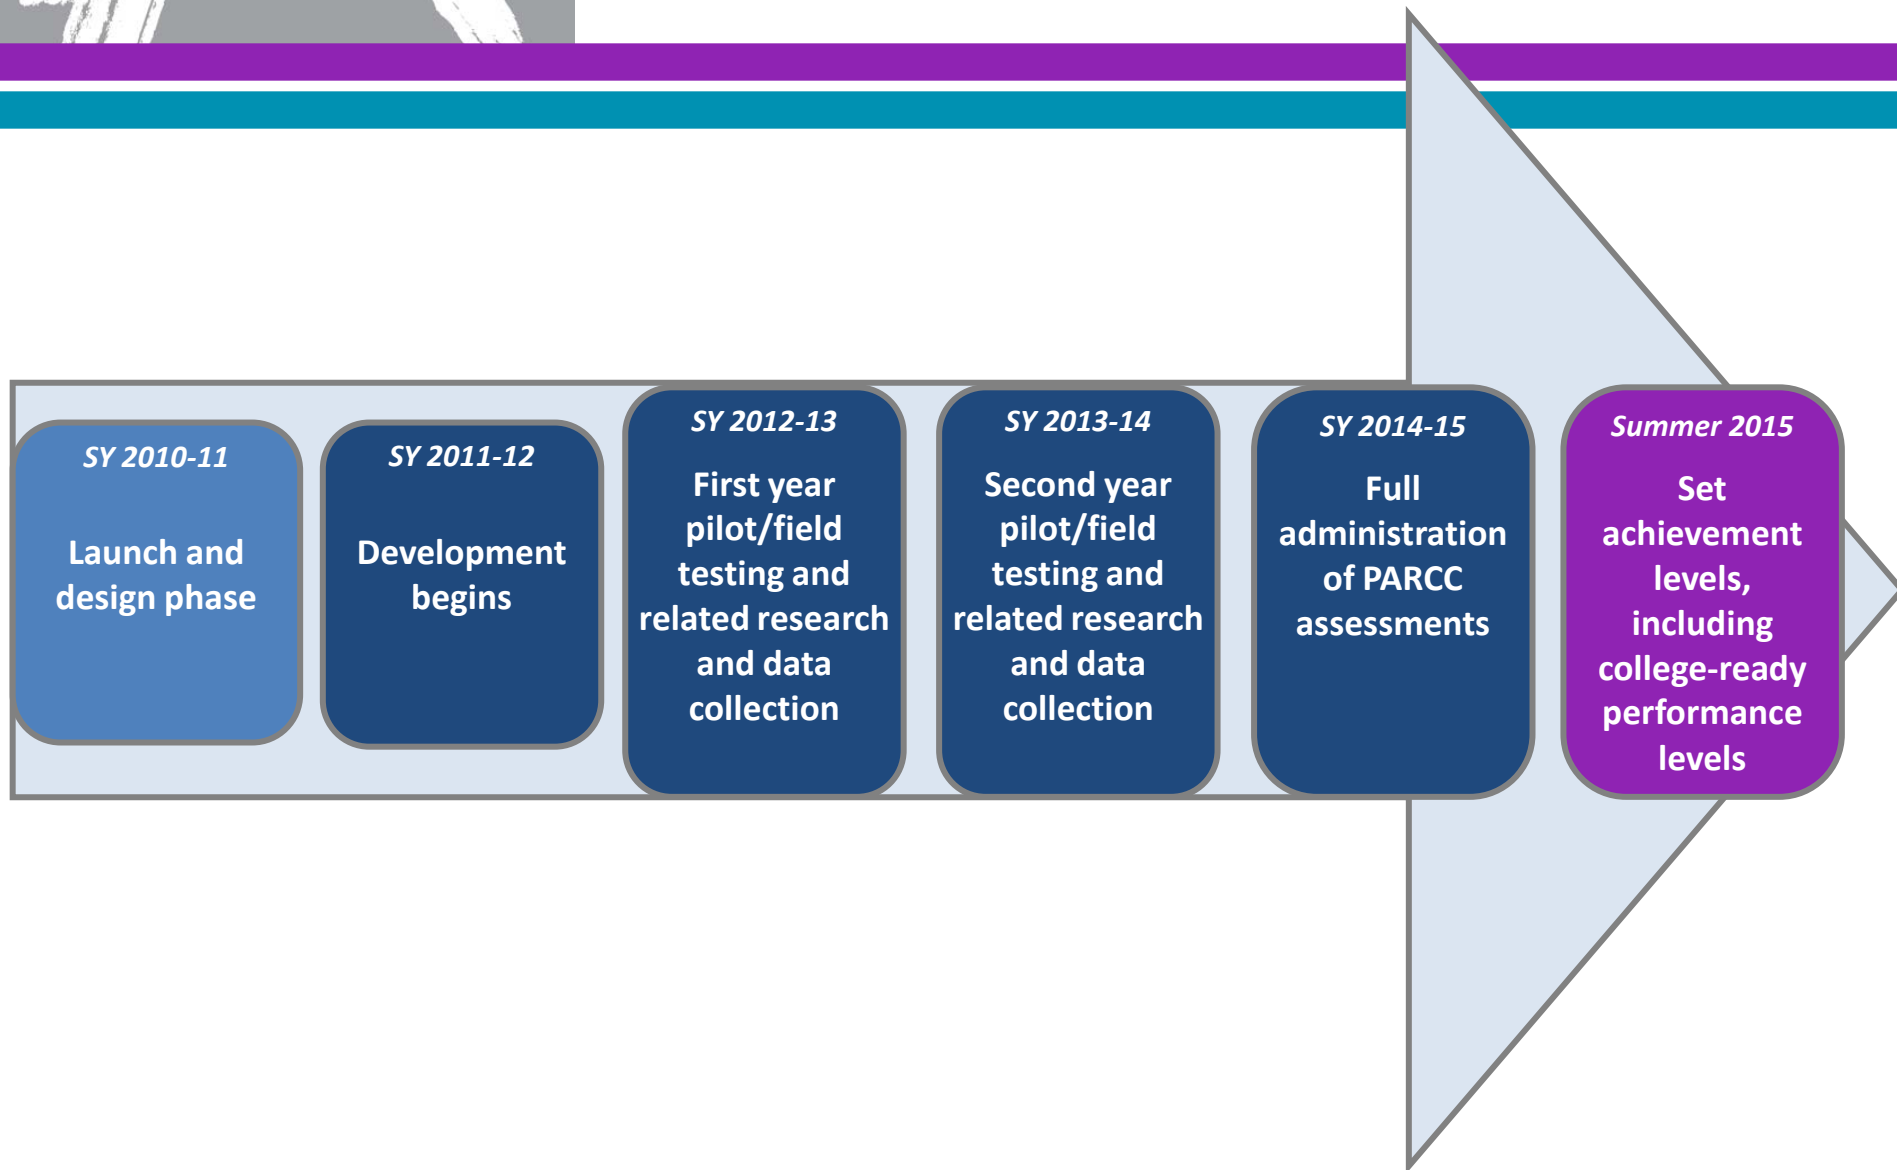 SY 2010-11
Launch and
design phase
SY 2011-12
Development
begins
SY 2012-13
First year
pilot/field
testing and
related research
and data
collection
SY 2013-14
Second year
pilot/field
testing and
related research
and data
collection
SY 2014-15
Full
administration
of PARCC
assessments
Summer 2015
Set
achievement
levels,
including
college-ready
performance
levels